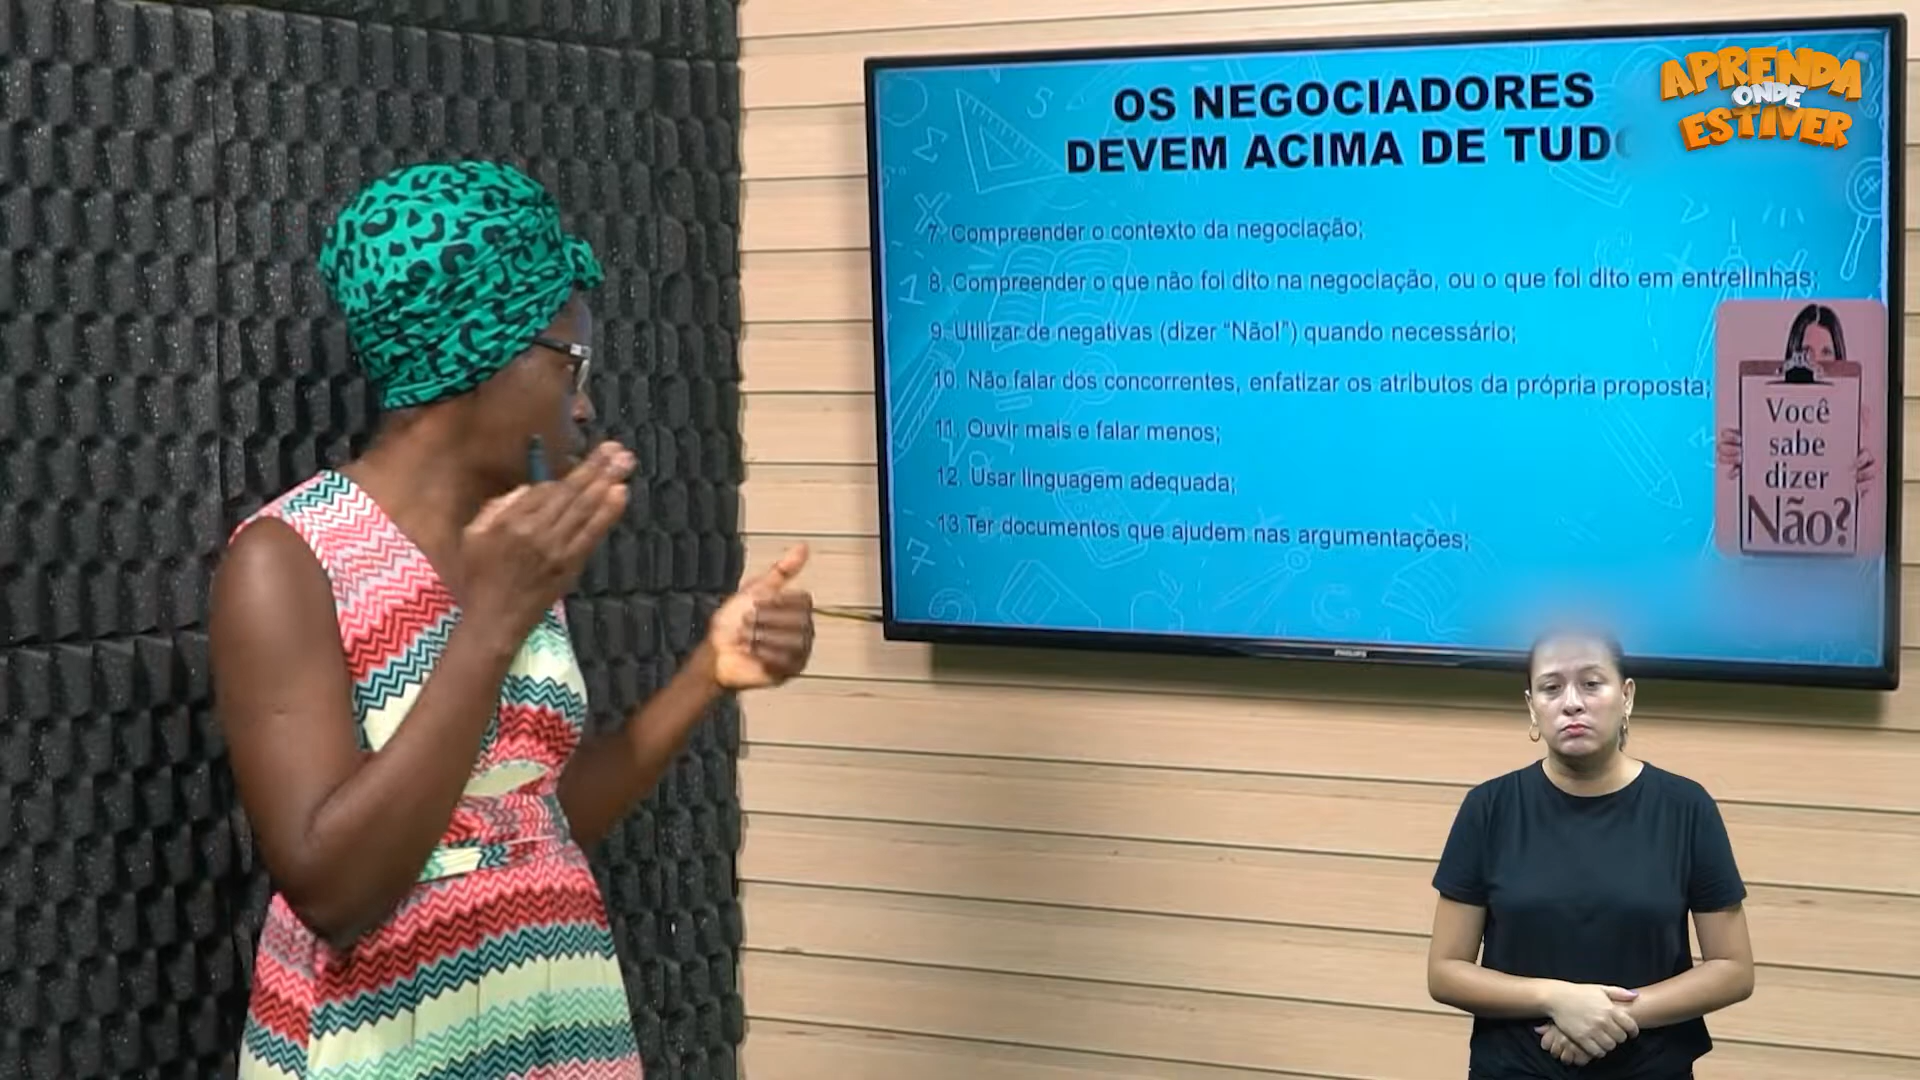 OS NEGOCIADORES
DEVEM ACIMA DE TUDO
APRENDA
ONDE
ESTIVER
7. Compreender o contexto da negociação;
8. Compreender o que não foi dito na negociação, ou o que foi dito em entrelinhas;
9. Utilizar de negativas (dizer “Não!”) quando necessário;
10. Não falar dos concorrentes, enfatizar os atributos da própria proposta;
11. Ouvir mais e falar menos;
12. Usar linguagem adequada;
13.Ter documentos que ajudem nas argumentações;
Você
sabe
dizer
Não?
PHILIPS